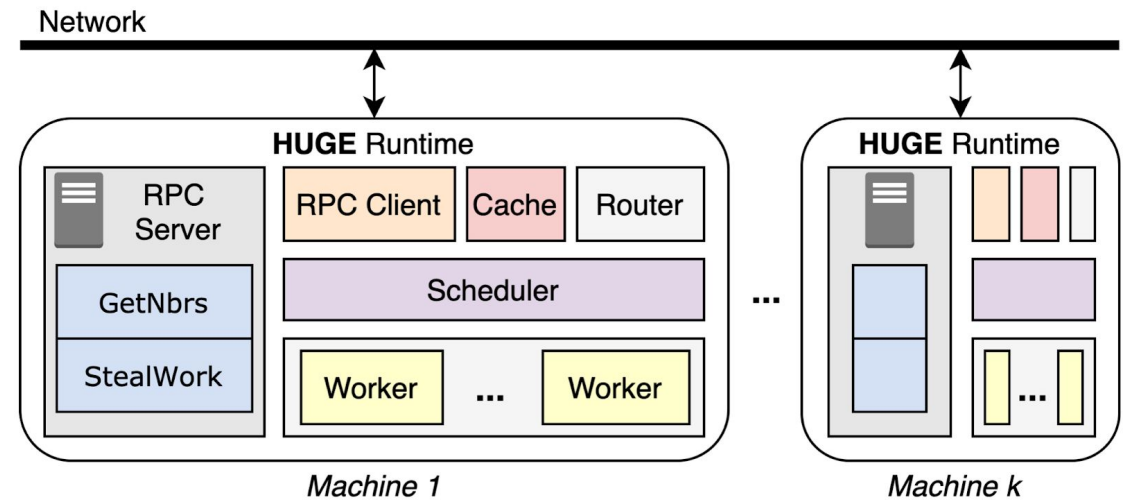 Network
HUGE Runtime
RPC
Server
GetNbrs
StealWork
RPC Client
Cache
Router
Scheduler
Worker
...
Worker
Machine 1
...
HUGE Runtime
...
Machine k